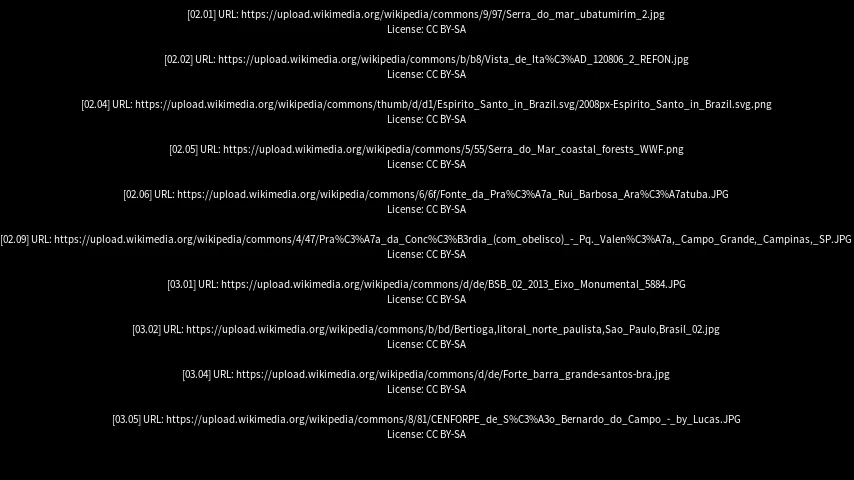 [02.01] URL: https://upload.wikimedia.org/wikipedia/commons/9/97/Serra_do_mar_ubatumirim_2.jpg
License: CC BY-SA
[02.02] URL: https://upload.wikimedia.org/wikipedia/commons/b/b8/Vista_de_Ita%C3%AD_120806_2_REFON.jpg
License: CC BY-SA
[02.04] URL: https://upload.wikimedia.org/wikipedia/commons/thumb/d/d1/Espirito_Santo_in_Brazil.svg/2008px-Espirito_Santo_in_Brazil.svg.png
License: CC BY-SA
[02.05] URL: https://upload.wikimedia.org/wikipedia/commons/5/55/Serra_do_Mar_coastal_forests_WWF.png
License: CC BY-SA
[02.06] URL: https://upload.wikimedia.org/wikipedia/commons/6/6f/Fonte_da_Pra%C3%A7a_Rui_Barbosa_Ara%C3%A7atuba.JPG
License: CC BY-SA
[02.09] URL: https://upload.wikimedia.org/wikipedia/commons/4/47/Pra%C3%A7a_da_Conc%C3%B3rdia_(com_obelisco)_-_Pq._Valen%C3%A7a,_Campo_Grande,_Campinas,_SP.JPG
License: CC BY-SA
[03.01] URL: https://upload.wikimedia.org/wikipedia/commons/d/de/BSB_02_2013_Eixo_Monumental_5884.JPG
License: CC BY-SA
[03.02] URL: https://upload.wikimedia.org/wikipedia/commons/b/bd/Bertioga,litoral_norte_paulista,Sao_Paulo,Brasil_02.jpg
License: CC BY-SA
[03.04] URL: https://upload.wikimedia.org/wikipedia/commons/d/de/Forte_barra_grande-santos-bra.jpg
License: CC BY-SA
[03.05] URL: https://upload.wikimedia.org/wikipedia/commons/8/81/CENFORPE_de_S%C3%A3o_Bernardo_do_Campo_-_by_Lucas.JPG
License: CC BY-SA